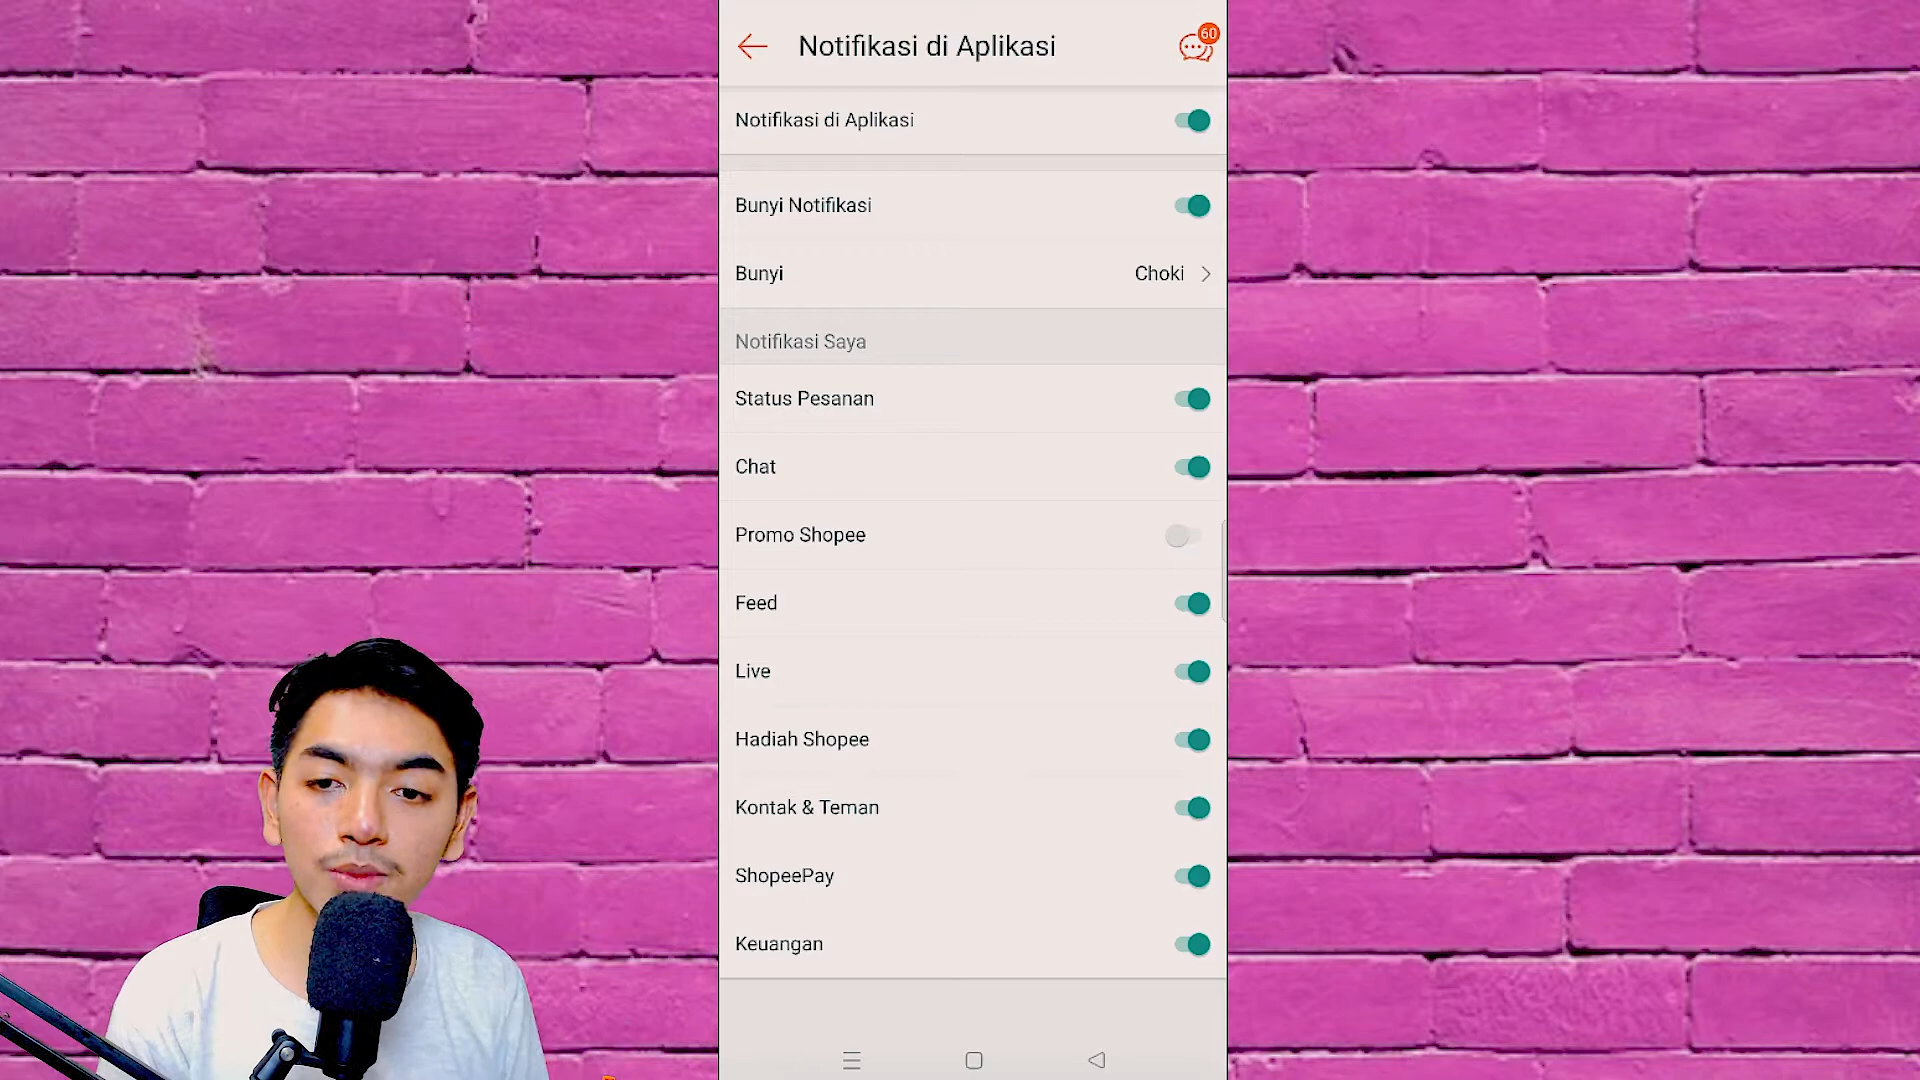 Notifikasi di Aplikasi
60
Notifikasi di Aplikasi
Bunyi Notifikasi
Bunyi Choki
Notifikasi Saya
Status Pesanan
Chat
Promo Shopee
Feed
Live
Hadiah Shopee
Kontak & Teman
ShopeePay
Keuangan